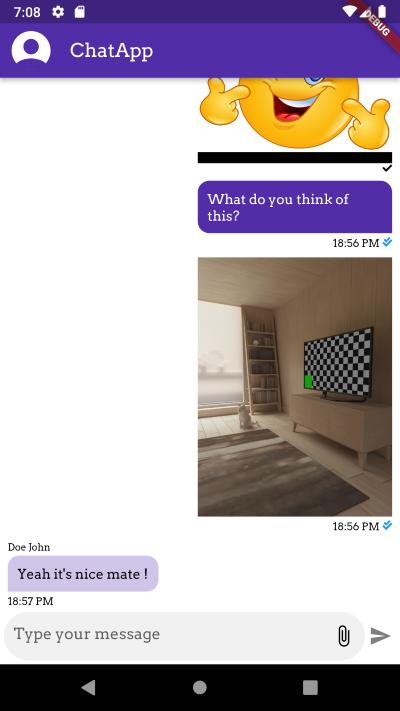 7:08
DEBUG
ChatApp
What do you think of
this?
18:56 PM
18:56 PM
Doe John
Yeah it's nice mate !
18:57 PM
Type your message